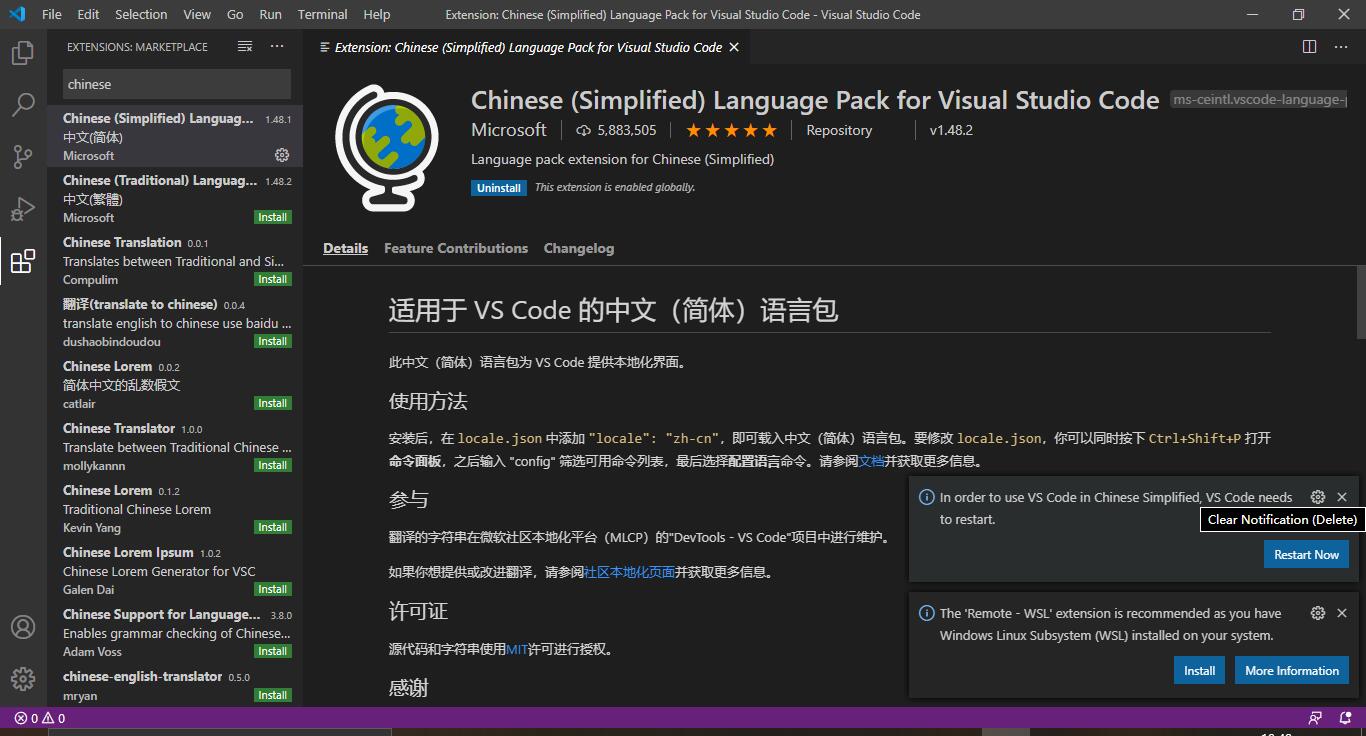 File Edit Selection View Go Run Terminal Help Extension: Chinese (Simplified) Language Pack for Visual Studio Code - Visual Studio Code
EXTENSIONS: MARKETPLACE
chinese
Chinese (Simplified) Languag... 1.48.1
中文(简体)
Microsoft
Chinese (Traditional) Languag... 1.48.2
中文(繁體)
Microsoft Install
Chinese Translation 0.0.1
Translates between Traditional and Si...
Compulim Install
翻译(translate to chinese) 0.0.4
translate english to chinese use baidu ...
dushaobindoudou Install
Chinese Lorem 0.0.2
简体中文的乱数假文
catlair Install
Chinese Translator 1.0.0
Translate between Traditional Chinese ...
mollykannn Install
Chinese Lorem 0.1.2
Traditional Chinese Lorem
Kevin Yang Install
Chinese Lorem Ipsum 1.0.2
Chinese Lorem Generator for VSC
Galen Dai Install
Chinese Support for Language... 3.8.0
Enables grammar checking of Chinese...
Adam Voss Install
chinese-english-translator 0.5.0
mryan Install
Extension: Chinese (Simplified) Language Pack for Visual Studio Code
Chinese (Simplified) Language Pack for Visual Studio Code ms-ceintl.vscode-language-
Microsoft 5,883,505 Repository v1.48.2
Language pack extension for Chinese (Simplified)
Uninstall This extension is enabled globally.
Details Feature Contributions Changelog
适用于 VS Code 的中文（简体）语言包
此中文（简体）语言包为 VS Code 提供本地化界面。
使用方法
安装后，在 locale.json 中添加 "locale": "zh-cn"，即可载入中文（简体）语言包。要修改 locale.json，你可以同时按下 Ctrl+Shift+P 打开
命令面板，之后输入 "config" 筛选可用命令列表，最后选择配置语言命令。请参阅文档并获取更多信息。
参与
翻译的字符串在微软社区本地化平台（MLCP）的"DevTools - VS Code"项目中进行维护。
如果你想提供或改进翻译，请参阅社区本地化页面并获取更多信息。
许可证
源代码和字符串使用MIT许可进行授权。
感谢
In order to use VS Code in Chinese Simplified, VS Code needs
to restart.
Clear Notification (Delete)
Restart Now
The 'Remote - WSL' extension is recommended as you have
Windows Linux Subsystem (WSL) installed on your system.
Install More Information
0 0